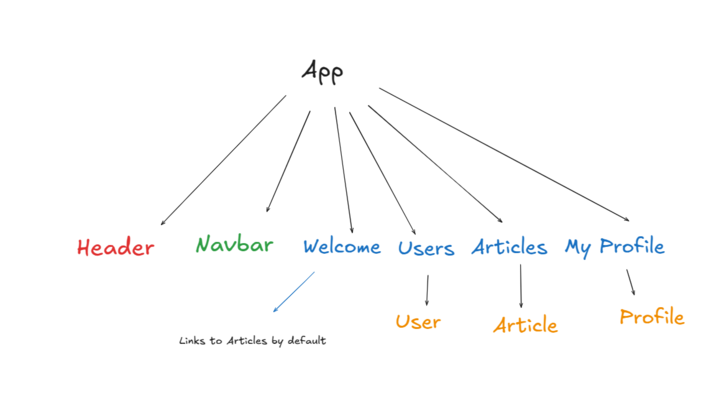 App
Header
Navbar
Welcome
Users
Articles
My Profile
User
Article
Profile
Links to Articles by default